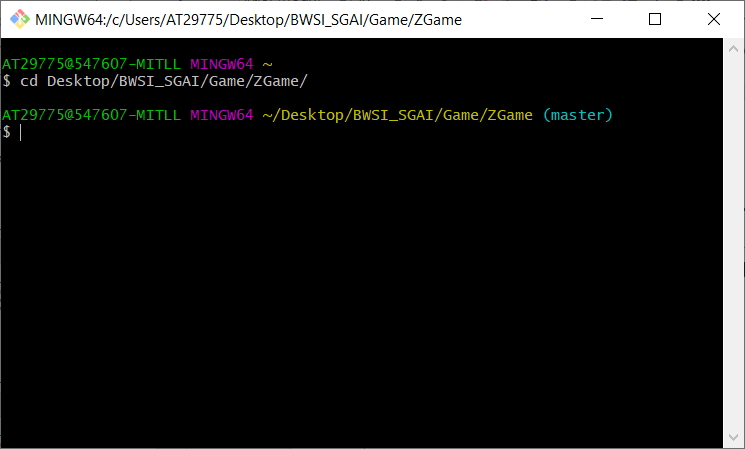 MINGW64:/c/Users/AT29775/Desktop/BWSI_SGAI/Game/ZGame
AT29775@547607-MITLL MINGW64 ~
$ cd Desktop/BWSI_SGAI/Game/ZGame/
AT29775@547607-MITLL MINGW64 ~/Desktop/BWSI_SGAI/Game/ZGame (master)
$